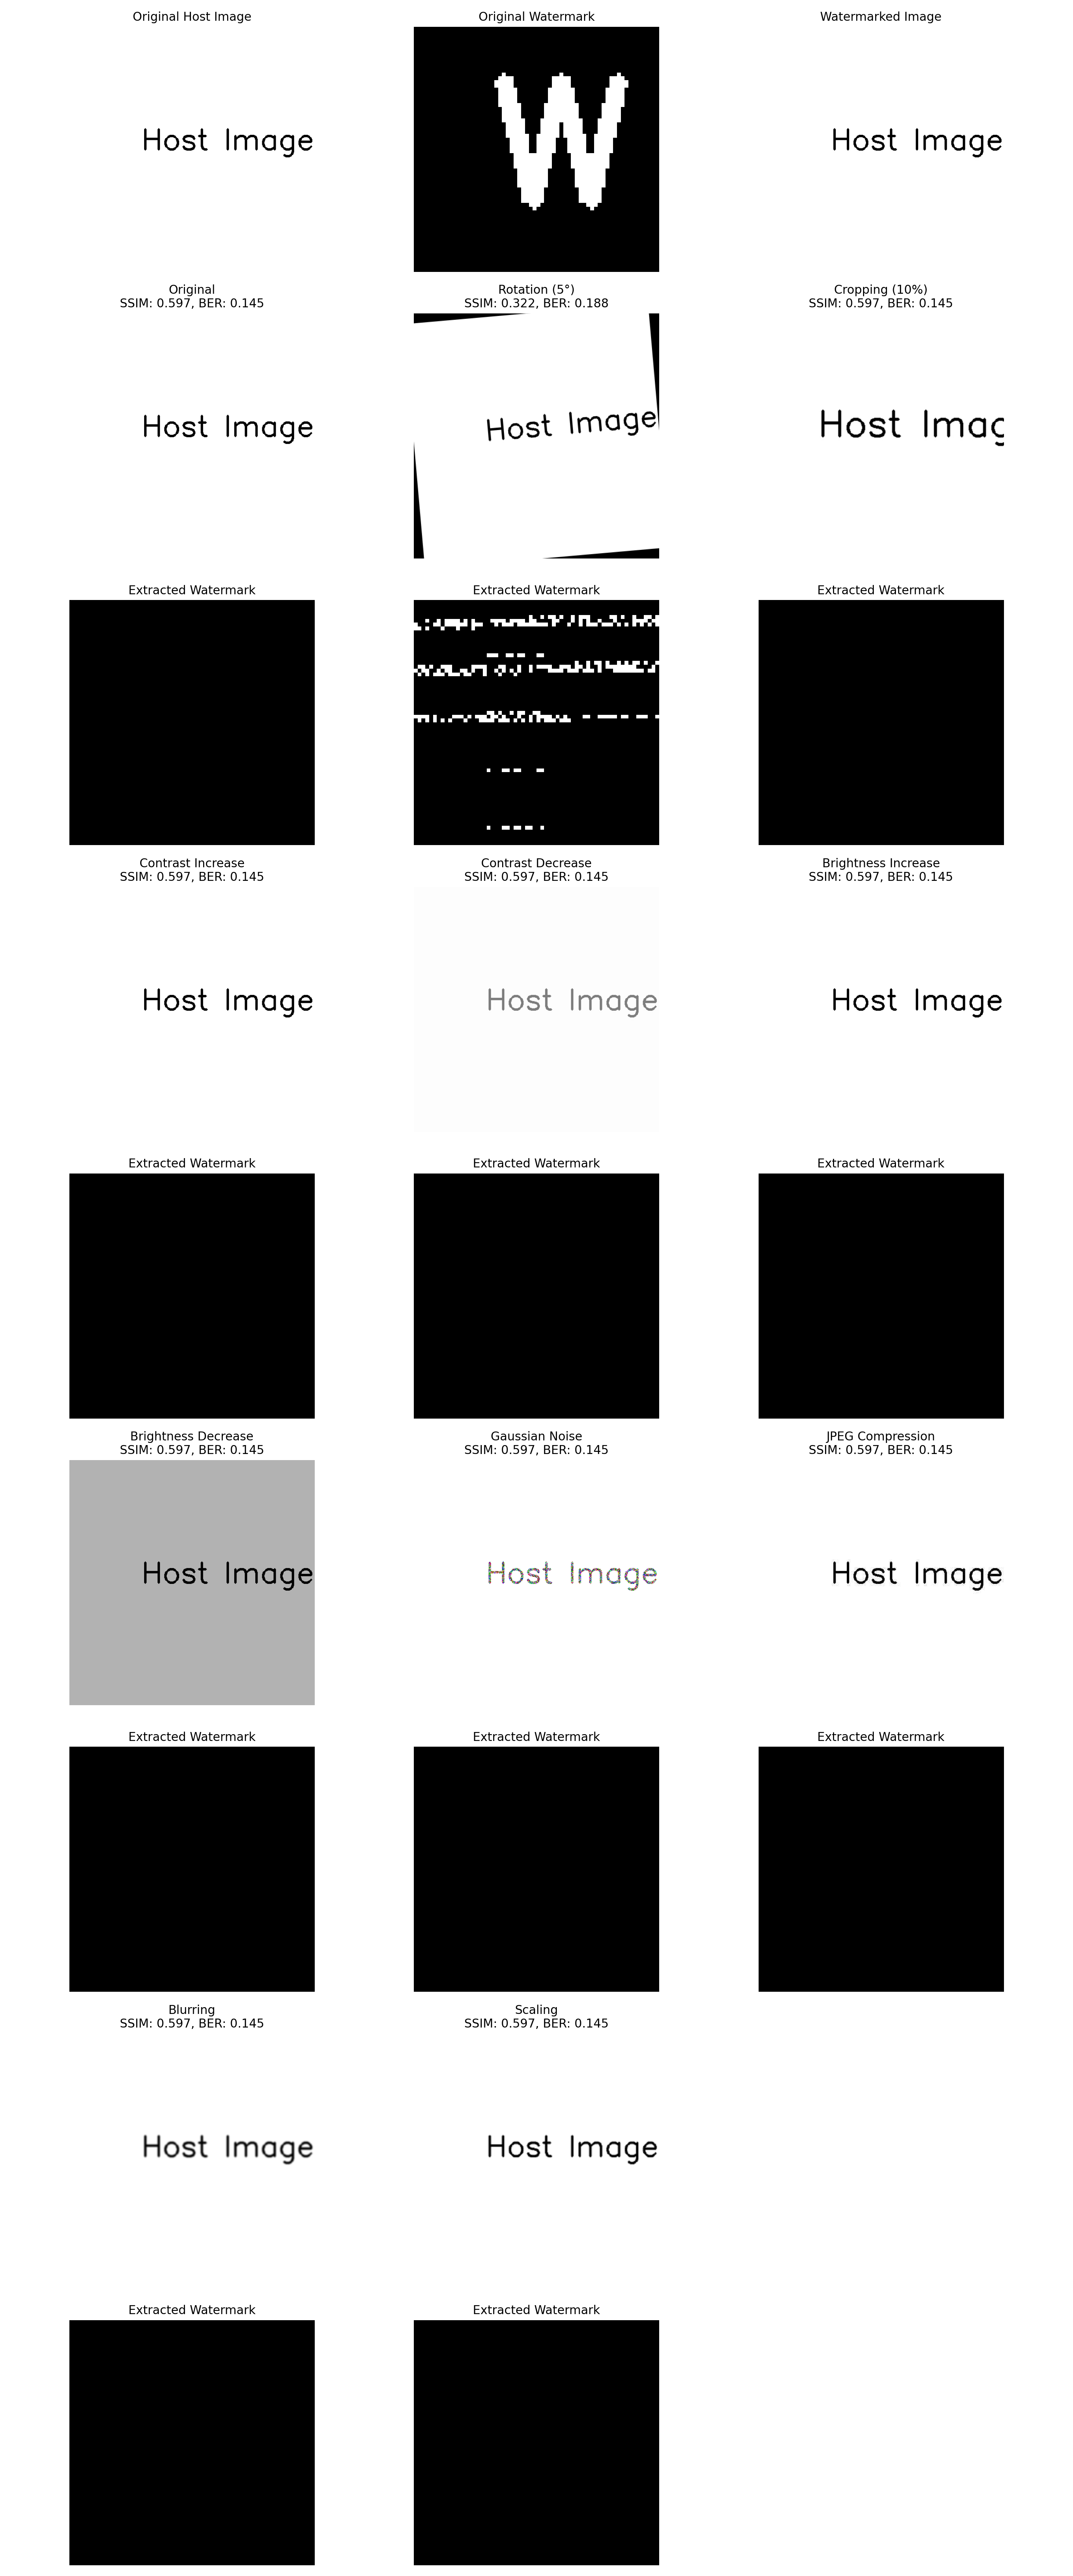 Original Host Image
Original Watermark
Watermarked Image
Host Image
W
Host Image
Original
SSIM: 0.597, BER: 0.145
Rotation (5°)
SSIM: 0.322, BER: 0.188
Cropping (10%)
SSIM: 0.597, BER: 0.145
Host Image
Host Image
Host Imag
Extracted Watermark
Extracted Watermark
Extracted Watermark
Contrast Increase
SSIM: 0.597, BER: 0.145
Contrast Decrease
SSIM: 0.597, BER: 0.145
Brightness Increase
SSIM: 0.597, BER: 0.145
Host Image
Host Image
Host Image
Extracted Watermark
Extracted Watermark
Extracted Watermark
Brightness Decrease
SSIM: 0.597, BER: 0.145
Gaussian Noise
SSIM: 0.597, BER: 0.145
JPEG Compression
SSIM: 0.597, BER: 0.145
Host Image
Host Image
Host Image
Extracted Watermark
Extracted Watermark
Extracted Watermark
Blurring
SSIM: 0.597, BER: 0.145
Scaling
SSIM: 0.597, BER: 0.145
Host Image
Host Image
Extracted Watermark
Extracted Watermark